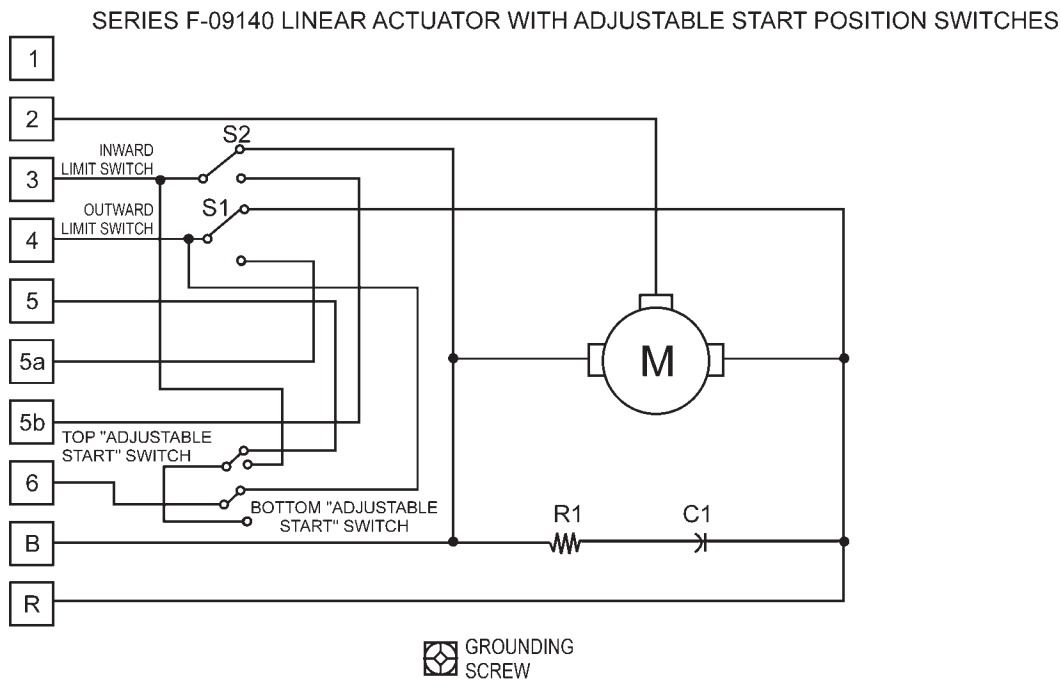 SERIES F-09140 LINEAR ACTUATOR WITH ADJUSTABLE START POSITION SWITCHES
1
2
S2
INWARD
LIMIT SWITCH
3
OUTWARD
LIMIT SWITCH
S1
4
5
5a
M
5b
TOP "ADJUSTABLE
START" SWITCH
6
BOTTOM "ADJUSTABLE
START" SWITCH
R1
C1
B
R
GROUNDING
SCREW